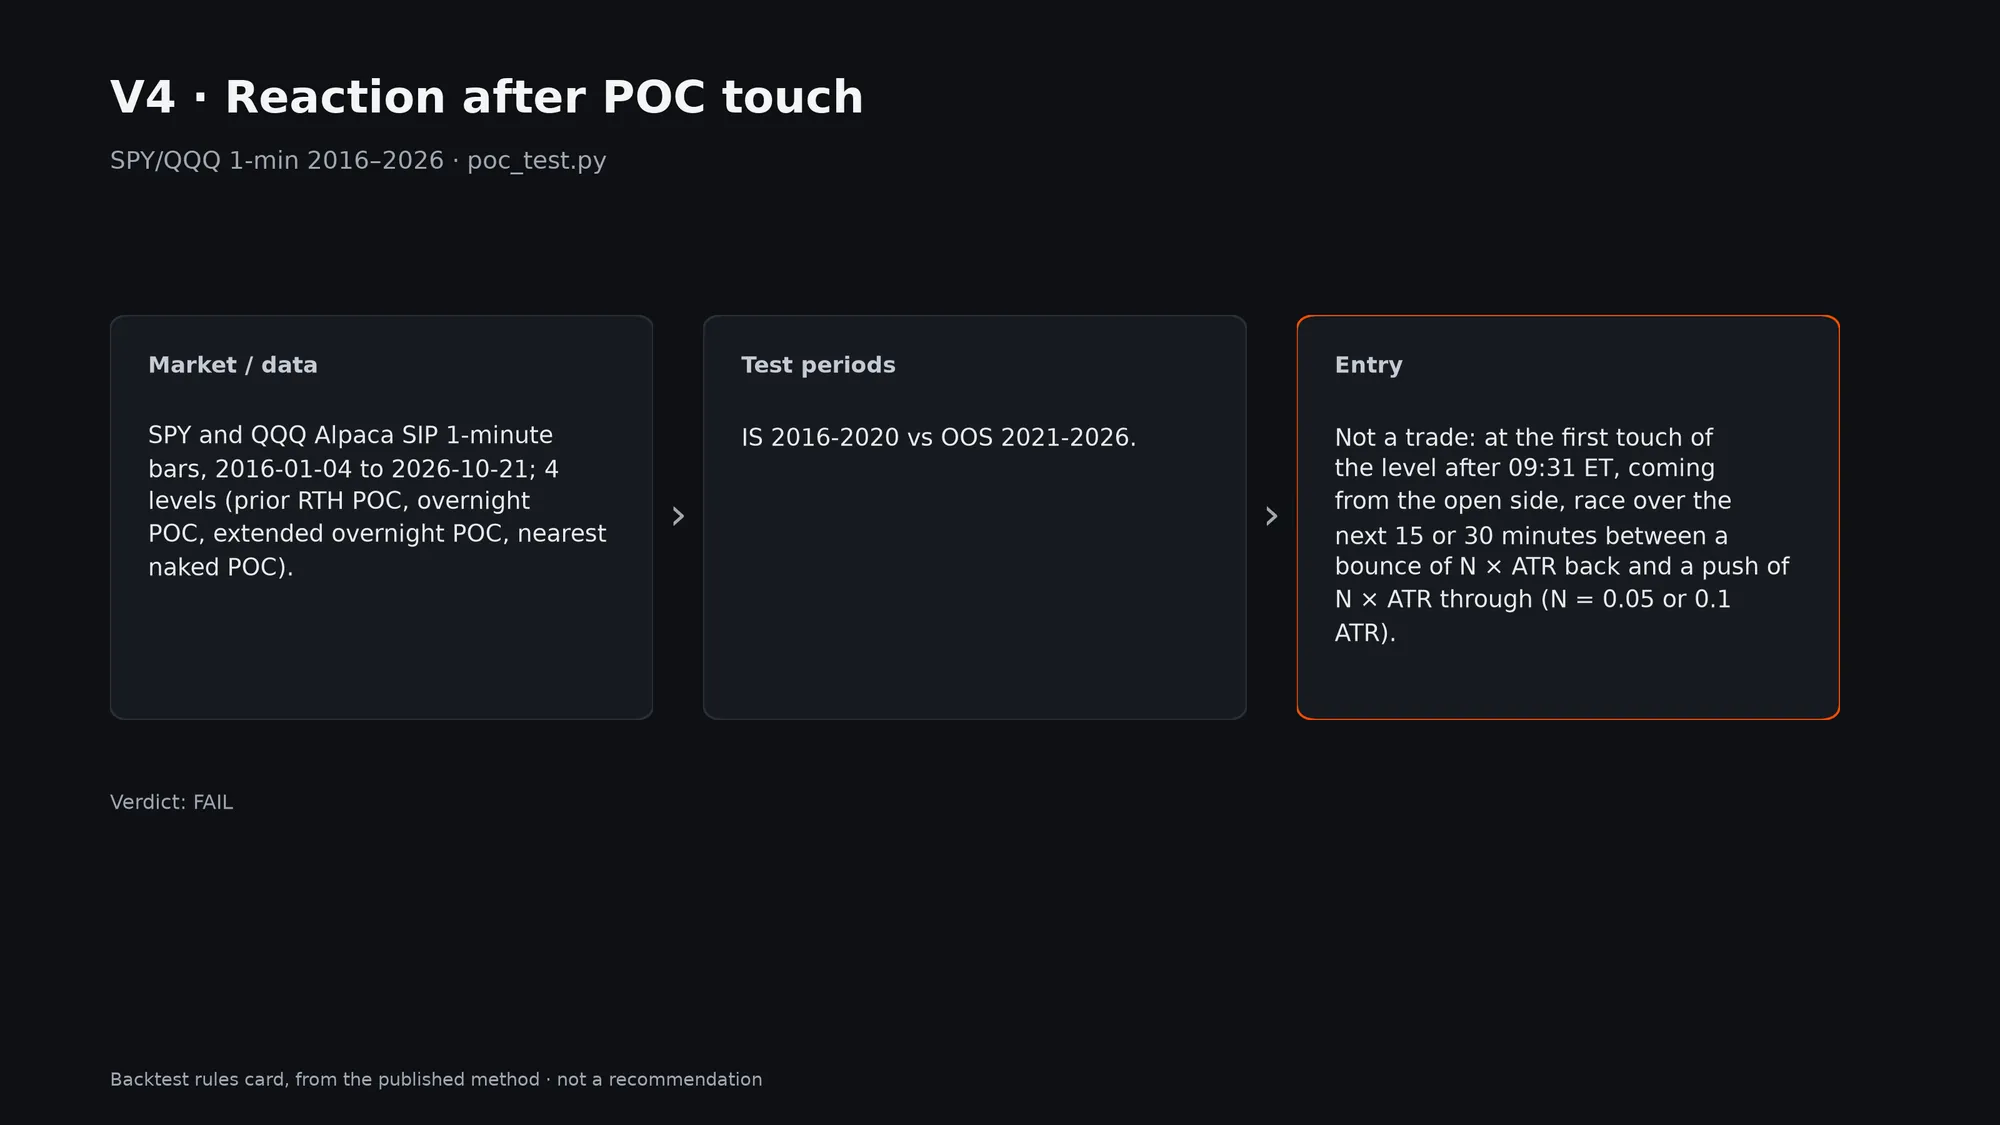 V4 · Reaction after POC touch
SPY/QQQ 1-min 2016–2026 · poc_test.py
Market / data
SPY and QQQ Alpaca SIP 1-minute
bars, 2016-01-04 to 2026-10-21; 4
levels (prior RTH POC, overnight
POC, extended overnight POC, nearest
naked POC).
›
Test periods
IS 2016-2020 vs OOS 2021-2026.
›
Entry
Not a trade: at the first touch of
the level after 09:31 ET, coming
from the open side, race over the
next 15 or 30 minutes between a
bounce of N × ATR back and a push of
N × ATR through (N = 0.05 or 0.1
ATR).
Verdict: FAIL
Backtest rules card, from the published method · not a recommendation